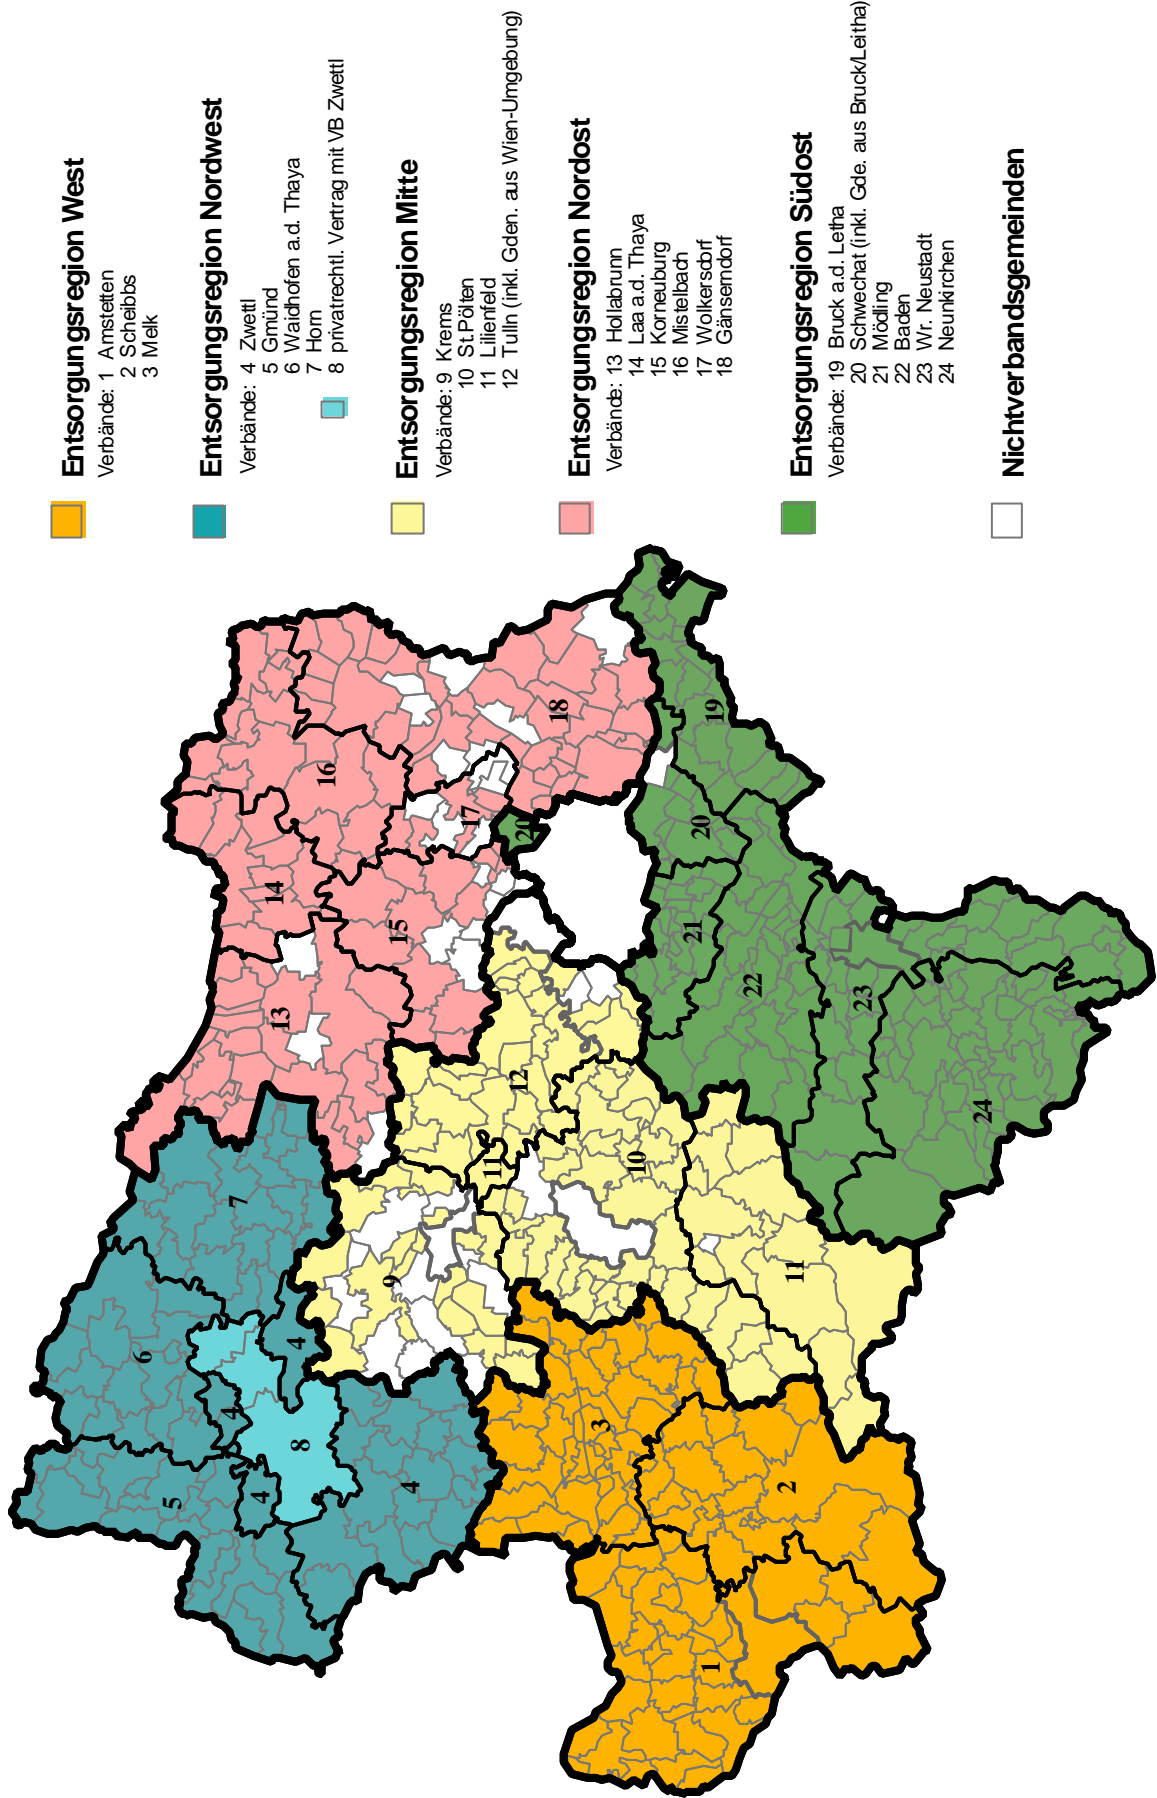 Entsorgungsregion West
Verbände: 1 Amstetten
2 Scheibbs
3 Melk
Entsorgungsregion Nordwest
Verbände: 4 Zwettl
5 Gmünd
6 Waidhofen a.d. Thaya
7 Horn
8 privatrechtl. Vertrag mit VB Zwettl
Entsorgungsregion Mitte
Verbände: 9 Krems
10 St.Pölten
11 Lilienfeld
12 Tulln (inkl. Gden. aus Wien-Umgebung)
Entsorgungsregion Nordost
Verbände: 13 Hollabrunn
14 Laa a.d. Thaya
15 Korneuburg
16 Mistelbach
17 Wolkersdorf
18 Gänserndorf
Entsorgungsregion Südost
Verbände: 19 Bruck a.d. Letha
20 Schwechat (inkl. Gde. aus Bruck/Leitha)
21 Mödling
22 Baden
23 Wr. Neustadt
24 Neunkirchen
Nichtverbandsgemeinden
5
6
4
4
8
4
4
7
13
14
16
15
17
18
20
9
11
12
10
11
3
2
1
19
20
21
22
23
24